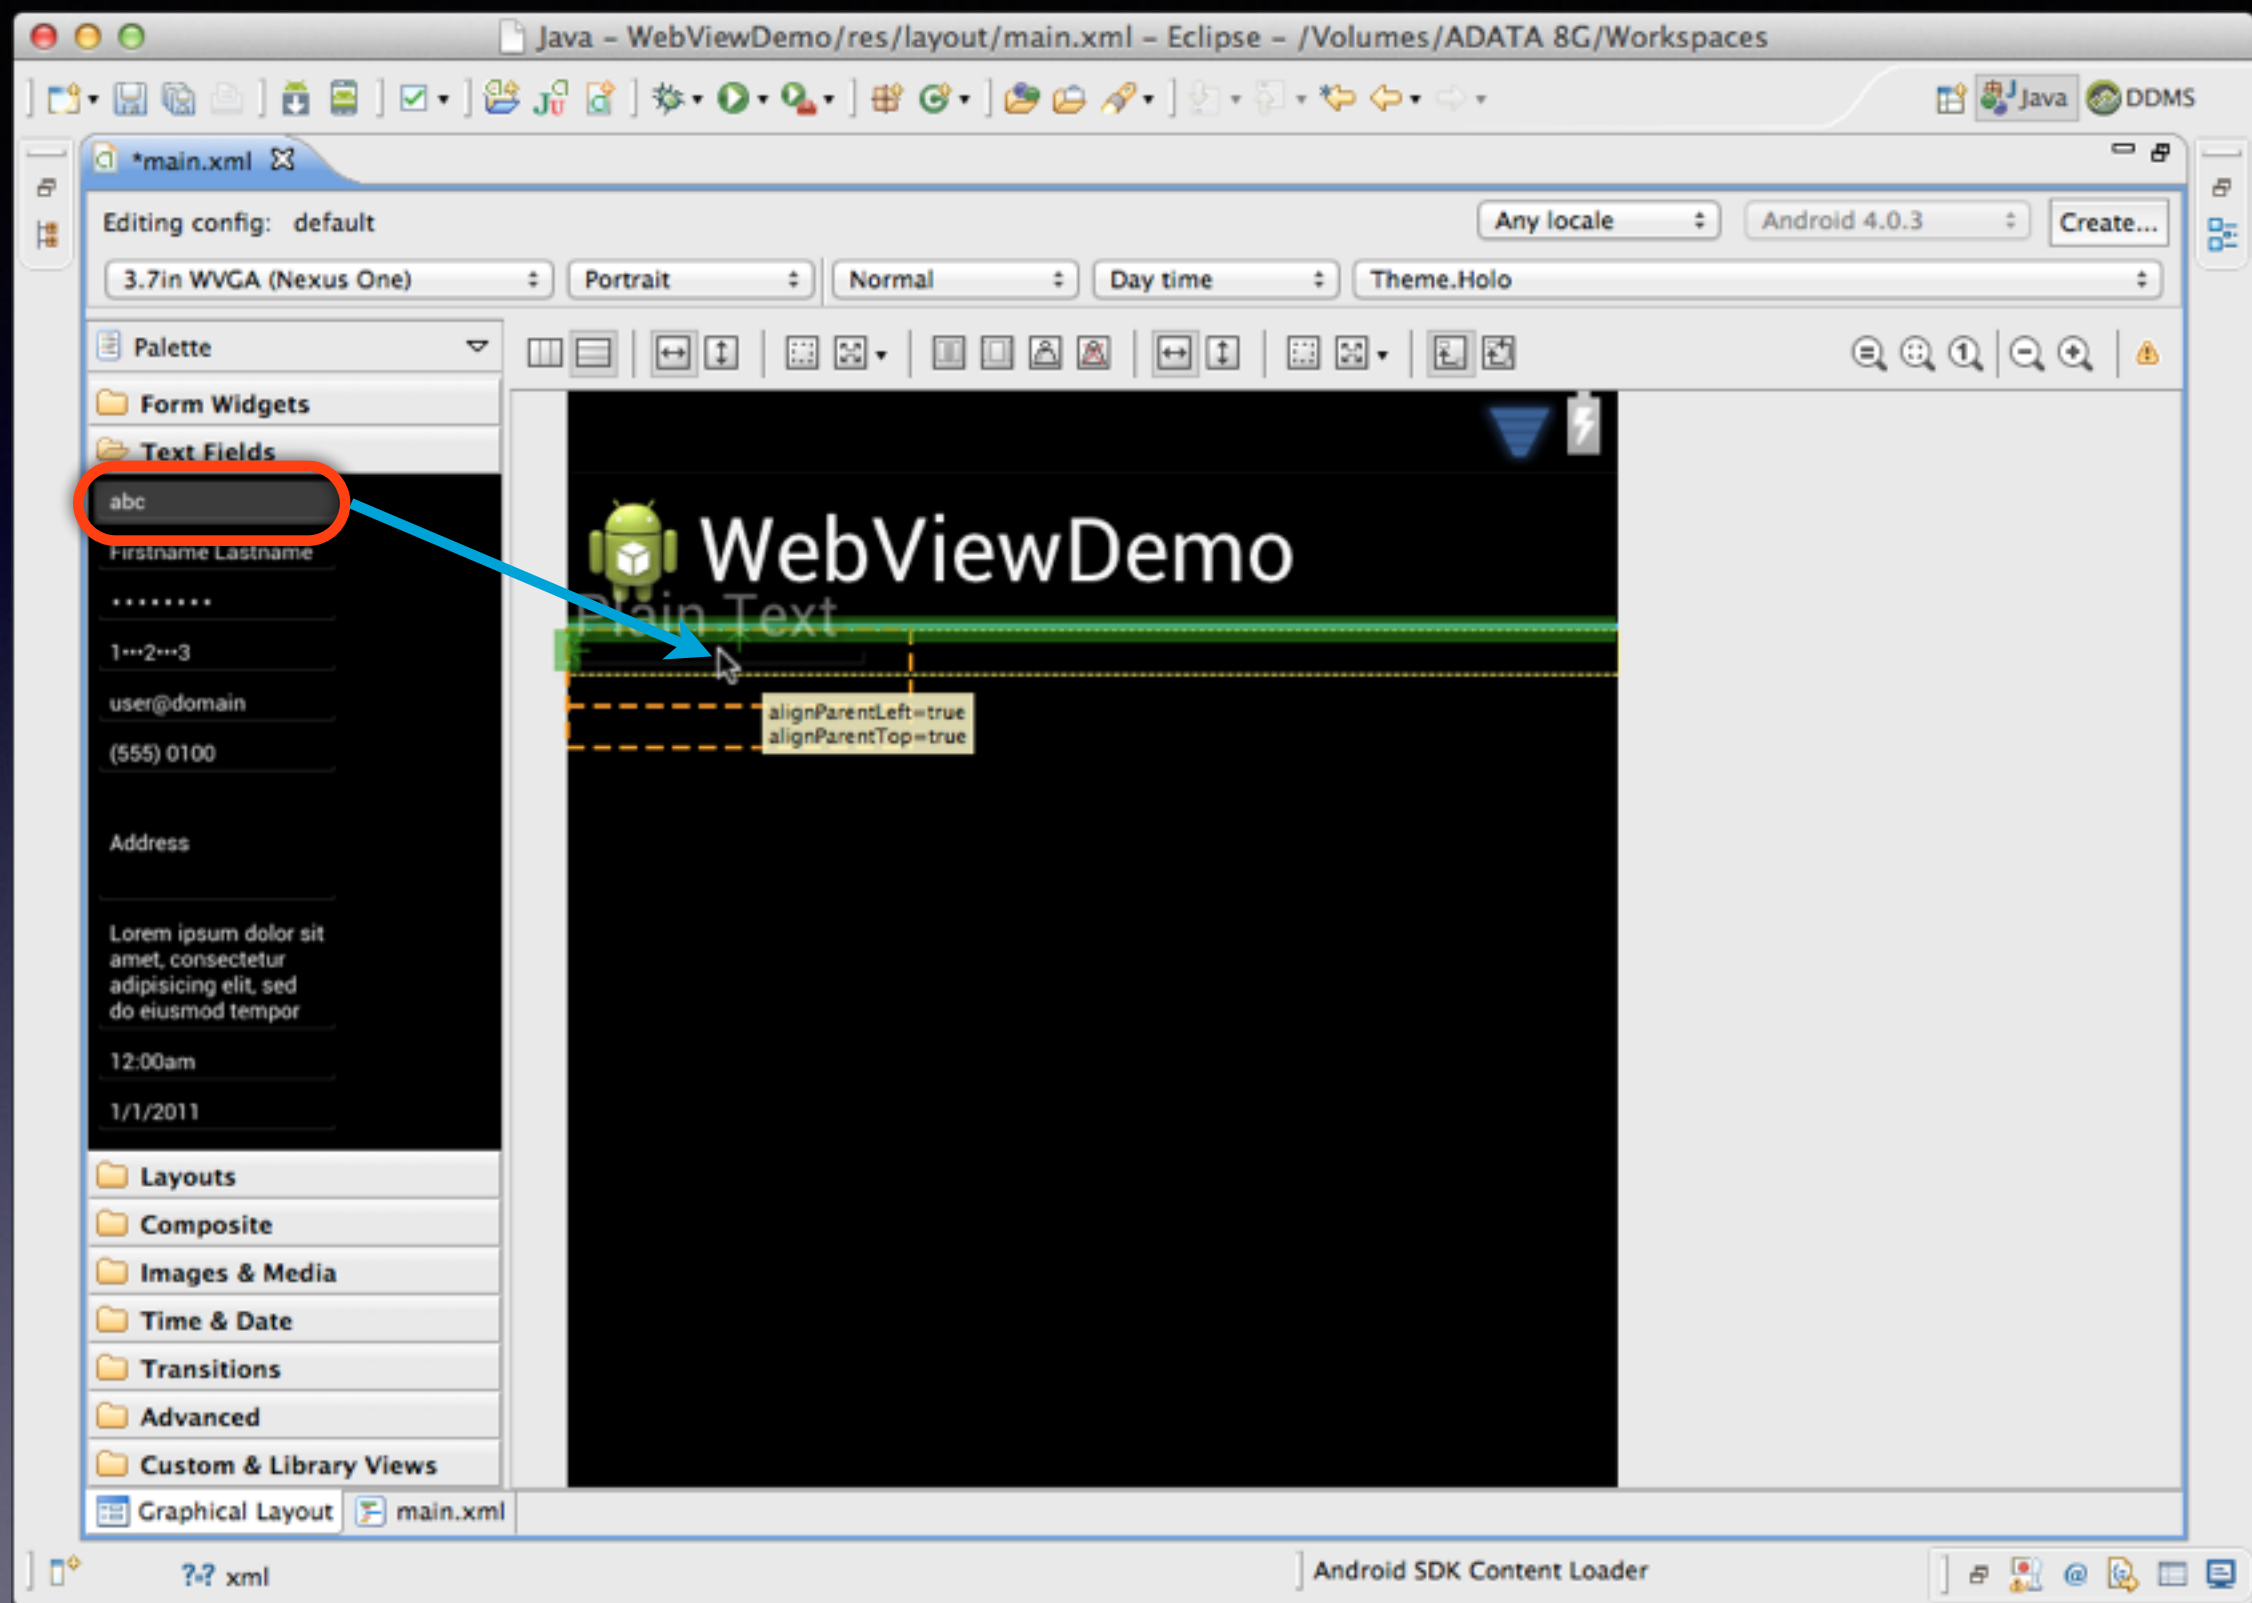 Java – WebViewDemo/res/layout/main.xml – Eclipse – /Volumes/ADATA 8G/Workspaces
Java
DDMS
*main.xml
Editing config: default
Any locale
Android 4.0.3
Create...
3.7in WVGA (Nexus One)
Portrait
Normal
Day time
Theme.Holo
Palette
Form Widgets
Text Fields
abc
Firstname Lastname
••••••••
1•••2•••3
user@domain
(555) 0100
Address
Lorem ipsum dolor sit
amet, consectetur
adipisicing elit, sed
do eiusmod tempor
12:00am
1/1/2011
Layouts
Composite
Images & Media
Time & Date
Transitions
Advanced
Custom & Library Views
WebViewDemo
Plain Text
alignParentLeft=true
alignParentTop=true
Graphical Layout
main.xml
?-? xml
Android SDK Content Loader